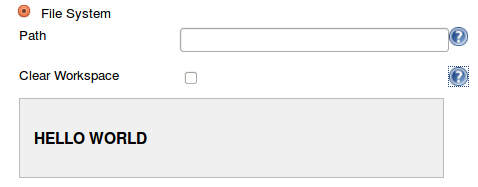 File System
Path
?
Clear Workspace
?
HELLO WORLD